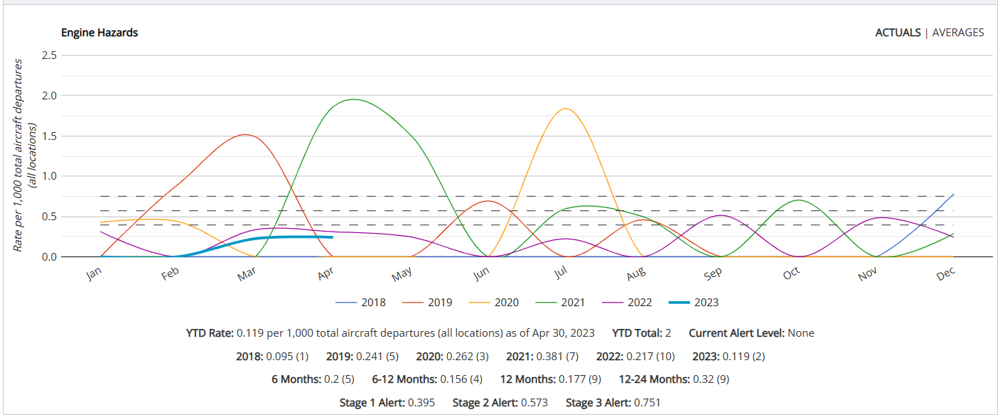 Engine Hazards
ACTUALS | AVERAGES
Rate per 1,000 total aircraft departures
(all locations)
2.5
2.0
1.5
1.0
0.5
0.0
Jan Feb Mar Apr May Jun Jul Aug Sep Oct Nov Dec
2018 2019 2020 2021 2022 2023
YTD Rate: 0.119 per 1,000 total aircraft departures (all locations) as of Apr 30, 2023 YTD Total: 2 Current Alert Level: None
2018: 0.095 (1) 2019: 0.241 (5) 2020: 0.262 (3) 2021: 0.381 (7) 2022: 0.217 (10) 2023: 0.119 (2)
6 Months: 0.2 (5) 6-12 Months: 0.156 (4) 12 Months: 0.177 (9) 12-24 Months: 0.32 (9)
Stage 1 Alert: 0.395 Stage 2 Alert: 0.573 Stage 3 Alert: 0.751